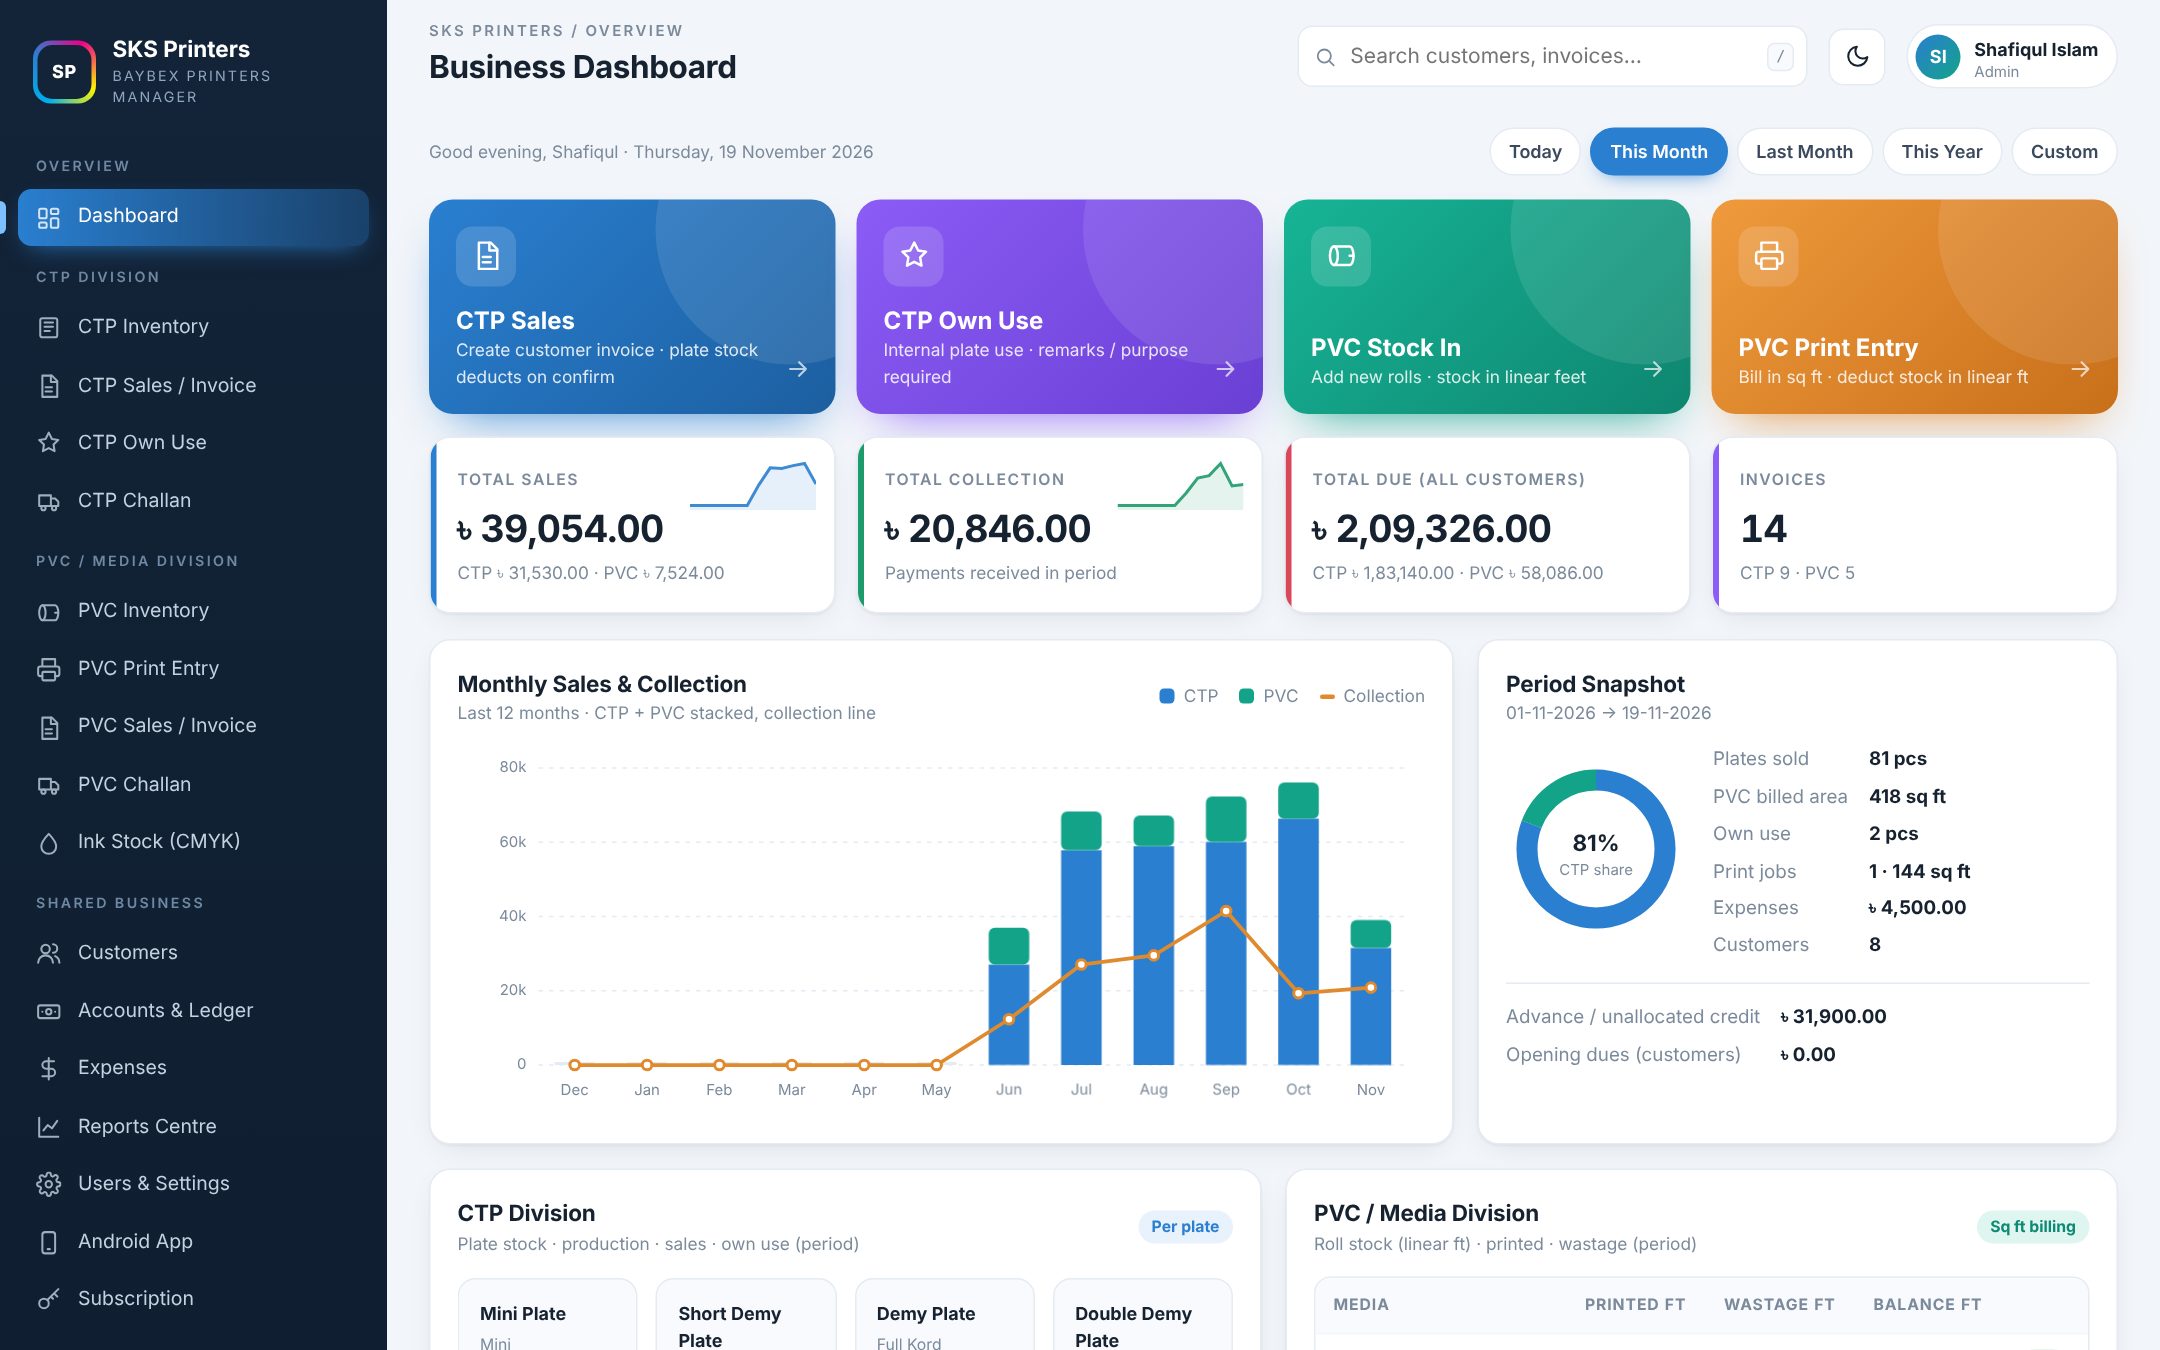 SP
SKS Printers
BAYBEX PRINTERS
MANAGER
OVERVIEW
Dashboard
CTP DIVISION
CTP Inventory
CTP Sales / Invoice
CTP Own Use
CTP Challan
PVC / MEDIA DIVISION
PVC Inventory
PVC Print Entry
PVC Sales / Invoice
PVC Challan
Ink Stock (CMYK)
SHARED BUSINESS
Customers
Accounts & Ledger
Expenses
Reports Centre
Users & Settings
Android App
Subscription
SKS PRINTERS / OVERVIEW
Business Dashboard
Search customers, invoices...
/
SI
Shafiqul Islam
Admin
Good evening, Shafiqul · Thursday, 19 November 2026
Today
This Month
Last Month
This Year
Custom
CTP Sales
Create customer invoice · plate stock
deducts on confirm
→
CTP Own Use
Internal plate use · remarks / purpose
required
→
PVC Stock In
Add new rolls · stock in linear feet
→
PVC Print Entry
Bill in sq ft · deduct stock in linear ft
→
TOTAL SALES
৳ 39,054.00
CTP ৳ 31,530.00 · PVC ৳ 7,524.00
TOTAL COLLECTION
৳ 20,846.00
Payments received in period
TOTAL DUE (ALL CUSTOMERS)
৳ 2,09,326.00
CTP ৳ 1,83,140.00 · PVC ৳ 58,086.00
INVOICES
14
CTP 9 · PVC 5
Monthly Sales & Collection
Last 12 months · CTP + PVC stacked, collection line
CTP
PVC
Collection
80k
60k
40k
20k
0
Dec Jan Feb Mar Apr May Jun Jul Aug Sep Oct Nov
Period Snapshot
01-11-2026 → 19-11-2026
81%
CTP share
Plates sold 81 pcs
PVC billed area 418 sq ft
Own use 2 pcs
Print jobs 1 · 144 sq ft
Expenses ৳ 4,500.00
Customers 8
Advance / unallocated credit ৳ 31,900.00
Opening dues (customers) ৳ 0.00
CTP Division
Plate stock · production · sales · own use (period)
Per plate
Mini Plate
Mini
Short Demy
Plate
Demy Plate
Full Kord
Double Demy
Plate
PVC / Media Division
Roll stock (linear ft) · printed · wastage (period)
Sq ft billing
MEDIA PRINTED FT WASTAGE FT BALANCE FT